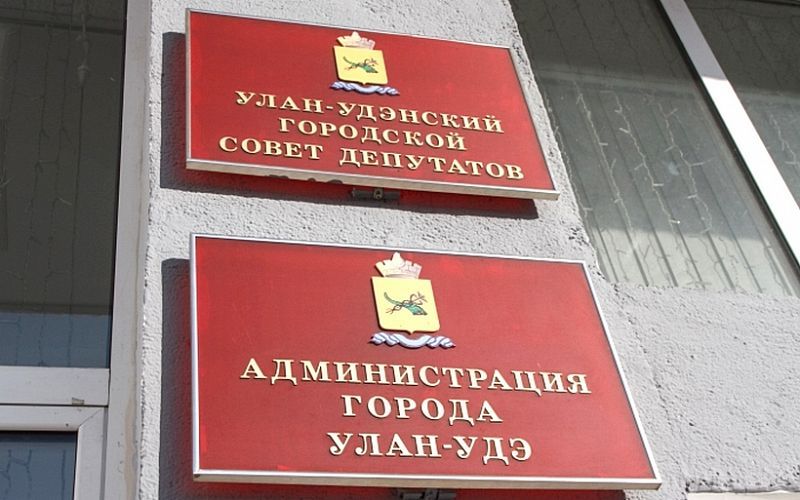 УЛАН-УДЭНСКИЙ
ГОРОДСКОЙ
СОВЕТ ДЕПУТАТОВ
АДМИНИСТРАЦИЯ
ГОРОДА
УЛАН-УДЭ